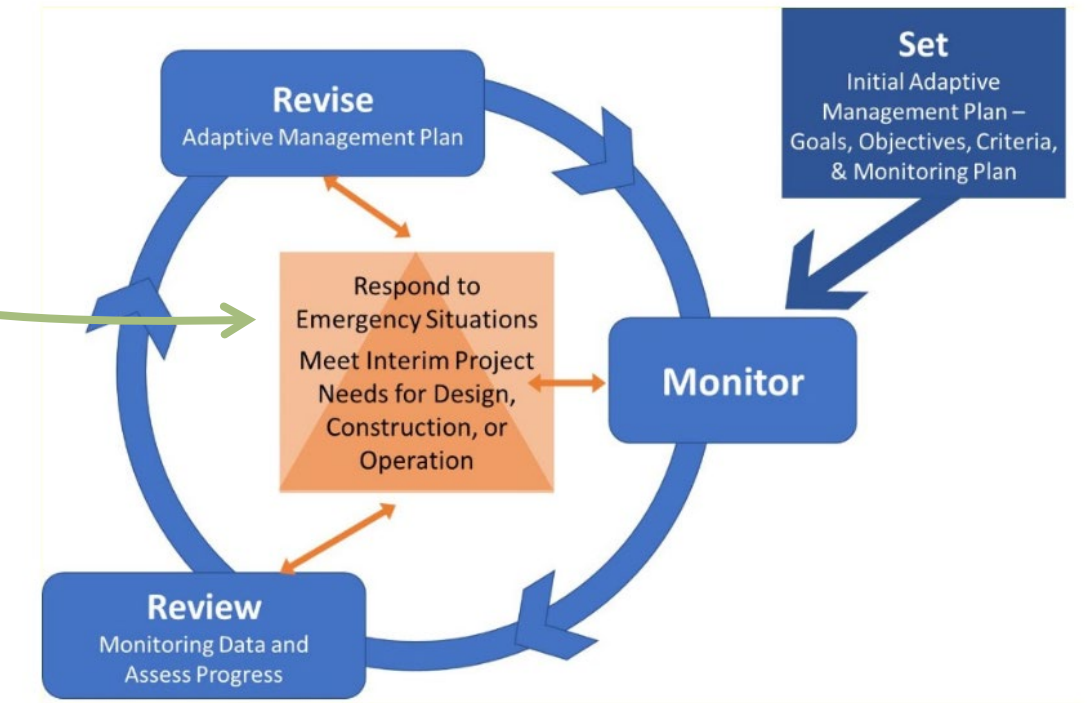 Set
Initial Adaptive
Management Plan –
Goals, Objectives, Criteria,
& Monitoring Plan
Revise
Adaptive Management Plan
Respond to
Emergency Situations
Meet Interim Project
Needs for Design,
Construction, or
Operation
Monitor
Review
Monitoring Data and
Assess Progress